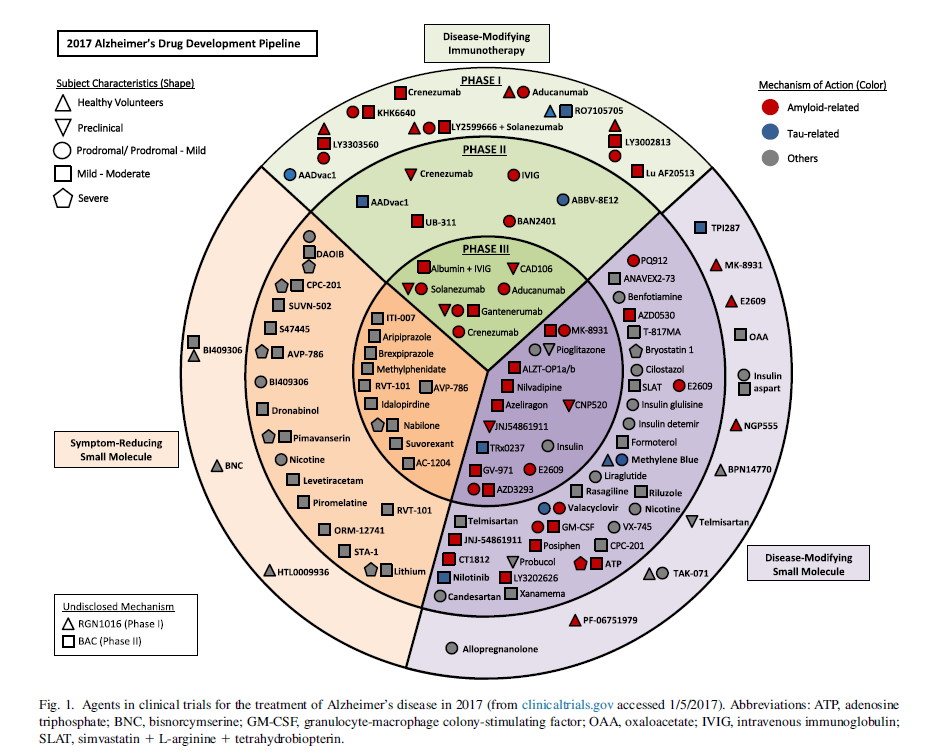 2017 Alzheimer's Drug Development Pipeline
Disease-Modifying
Immunotherapy
Subject Characteristics (Shape)
Healthy Volunteers
Preclinical
Prodromal/ Prodromal - Mild
Mild - Moderate
Severe
Mechanism of Action (Color)
Amyloid-related
Tau-related
Others
PHASE I
Crenezumab
Aducanumab
KHK6640
RO7105705
LY2599666 + Solanezumab
LY3303560
LY3002813
AADvac1
Lu AF20513
PHASE II
Crenezumab
IVIG
AADvac1
ABBV-8E12
UB-311
BAN2401
PHASE III
Albumin + IVIG
CAD106
Solanezumab
Aducanumab
Gantenerumab
Crenezumab
DAOIB
CPC-201
SUVN-502
S47445
AVP-786
BI409306
BI409306
Dronabinol
Pimavanserin
Nicotine
Levetiracetam
Piromelatine
RVT-101
ORM-12741
STA-1
Lithium
BNC
HTL0009936
ITI-007
Aripiprazole
Brexpiprazole
Methylphenidate
RVT-101
AVP-786
Idalopirdine
Nabilone
Suvorexant
AC-1204
MK-8931
Pioglitazone
ALZT-OP1a/b
Nilvadipine
Azeliragon
CNP520
JNJ54861911
TRx0237
Insulin
GV-971
E2609
AZD3293
PQ912
ANAVEX2-73
Benfotiamine
AZD0530
T-817MA
Bryostatin 1
Cilostazol
SLAT
E2609
Insulin glulisine
Insulin detemir
Formoterol
Methylene Blue
Liraglutide
Rasagiline
Riluzole
Valacyclovir
Nicotine
Telmisartan
GM-CSF
VX-745
JNJ-54861911
Posiphen
CPC-201
CT1812
Probucol
ATP
Nilotinib
LY3202626
Candesartan
Xanamema
TPI287
MK-8931
E2609
OAA
Insulin
aspart
NGP555
BPN14770
Telmisartan
TAK-071
PF-06751979
Allopregnanolone
Symptom-Reducing
Small Molecule
Disease-Modifying
Small Molecule
Undisclosed Mechanism
RGN1016 (Phase I)
BAC (Phase II)
Fig. 1. Agents in clinical trials for the treatment of Alzheimer's disease in 2017 (from clinicaltrials.gov accessed 1/5/2017). Abbreviations: ATP, adenosine
triphosphate; BNC, bisnorcymserine; GM-CSF, granulocyte-macrophage colony-stimulating factor; OAA, oxaloacetate; IVIG, intravenous immunoglobulin;
SLAT, simvastatin + L-arginine + tetrahydrobiopterin.